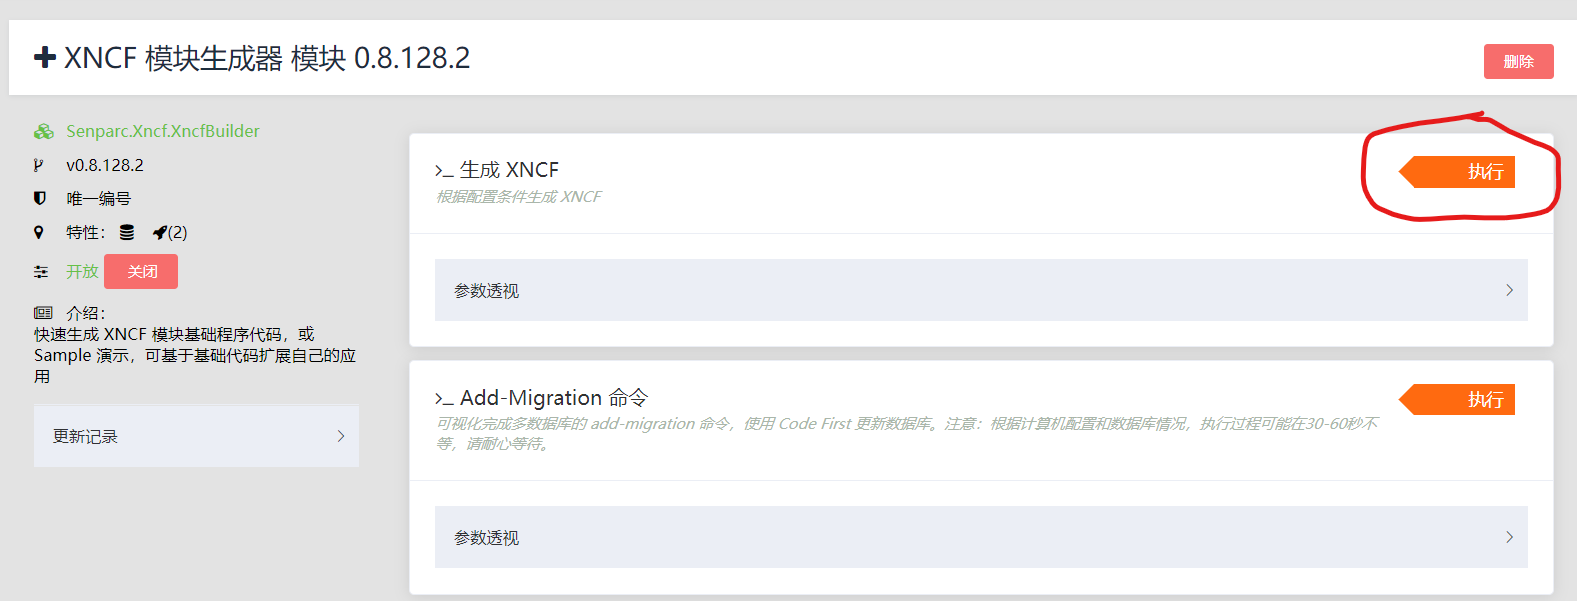 XNCF 模块生成器 模块 0.8.128.2
删除
Senparc.Xncf.XncfBuilder
v0.8.128.2
唯一编号
特性：
(2)
开放
关闭
介绍：
快速生成 XNCF 模块基础程序代码，或
Sample 演示，可基于基础代码扩展自己的应
用
更新记录
>_ 生成 XNCF
执行
根据配置条件生成 XNCF
参数透视
>_ Add-Migration 命令
执行
可视化完成多数据库的 add-migration 命令，使用 Code First 更新数据库。注意：根据计算机配置和数据库情况，执行过程可能在30-60秒不
等，请耐心等待。
参数透视